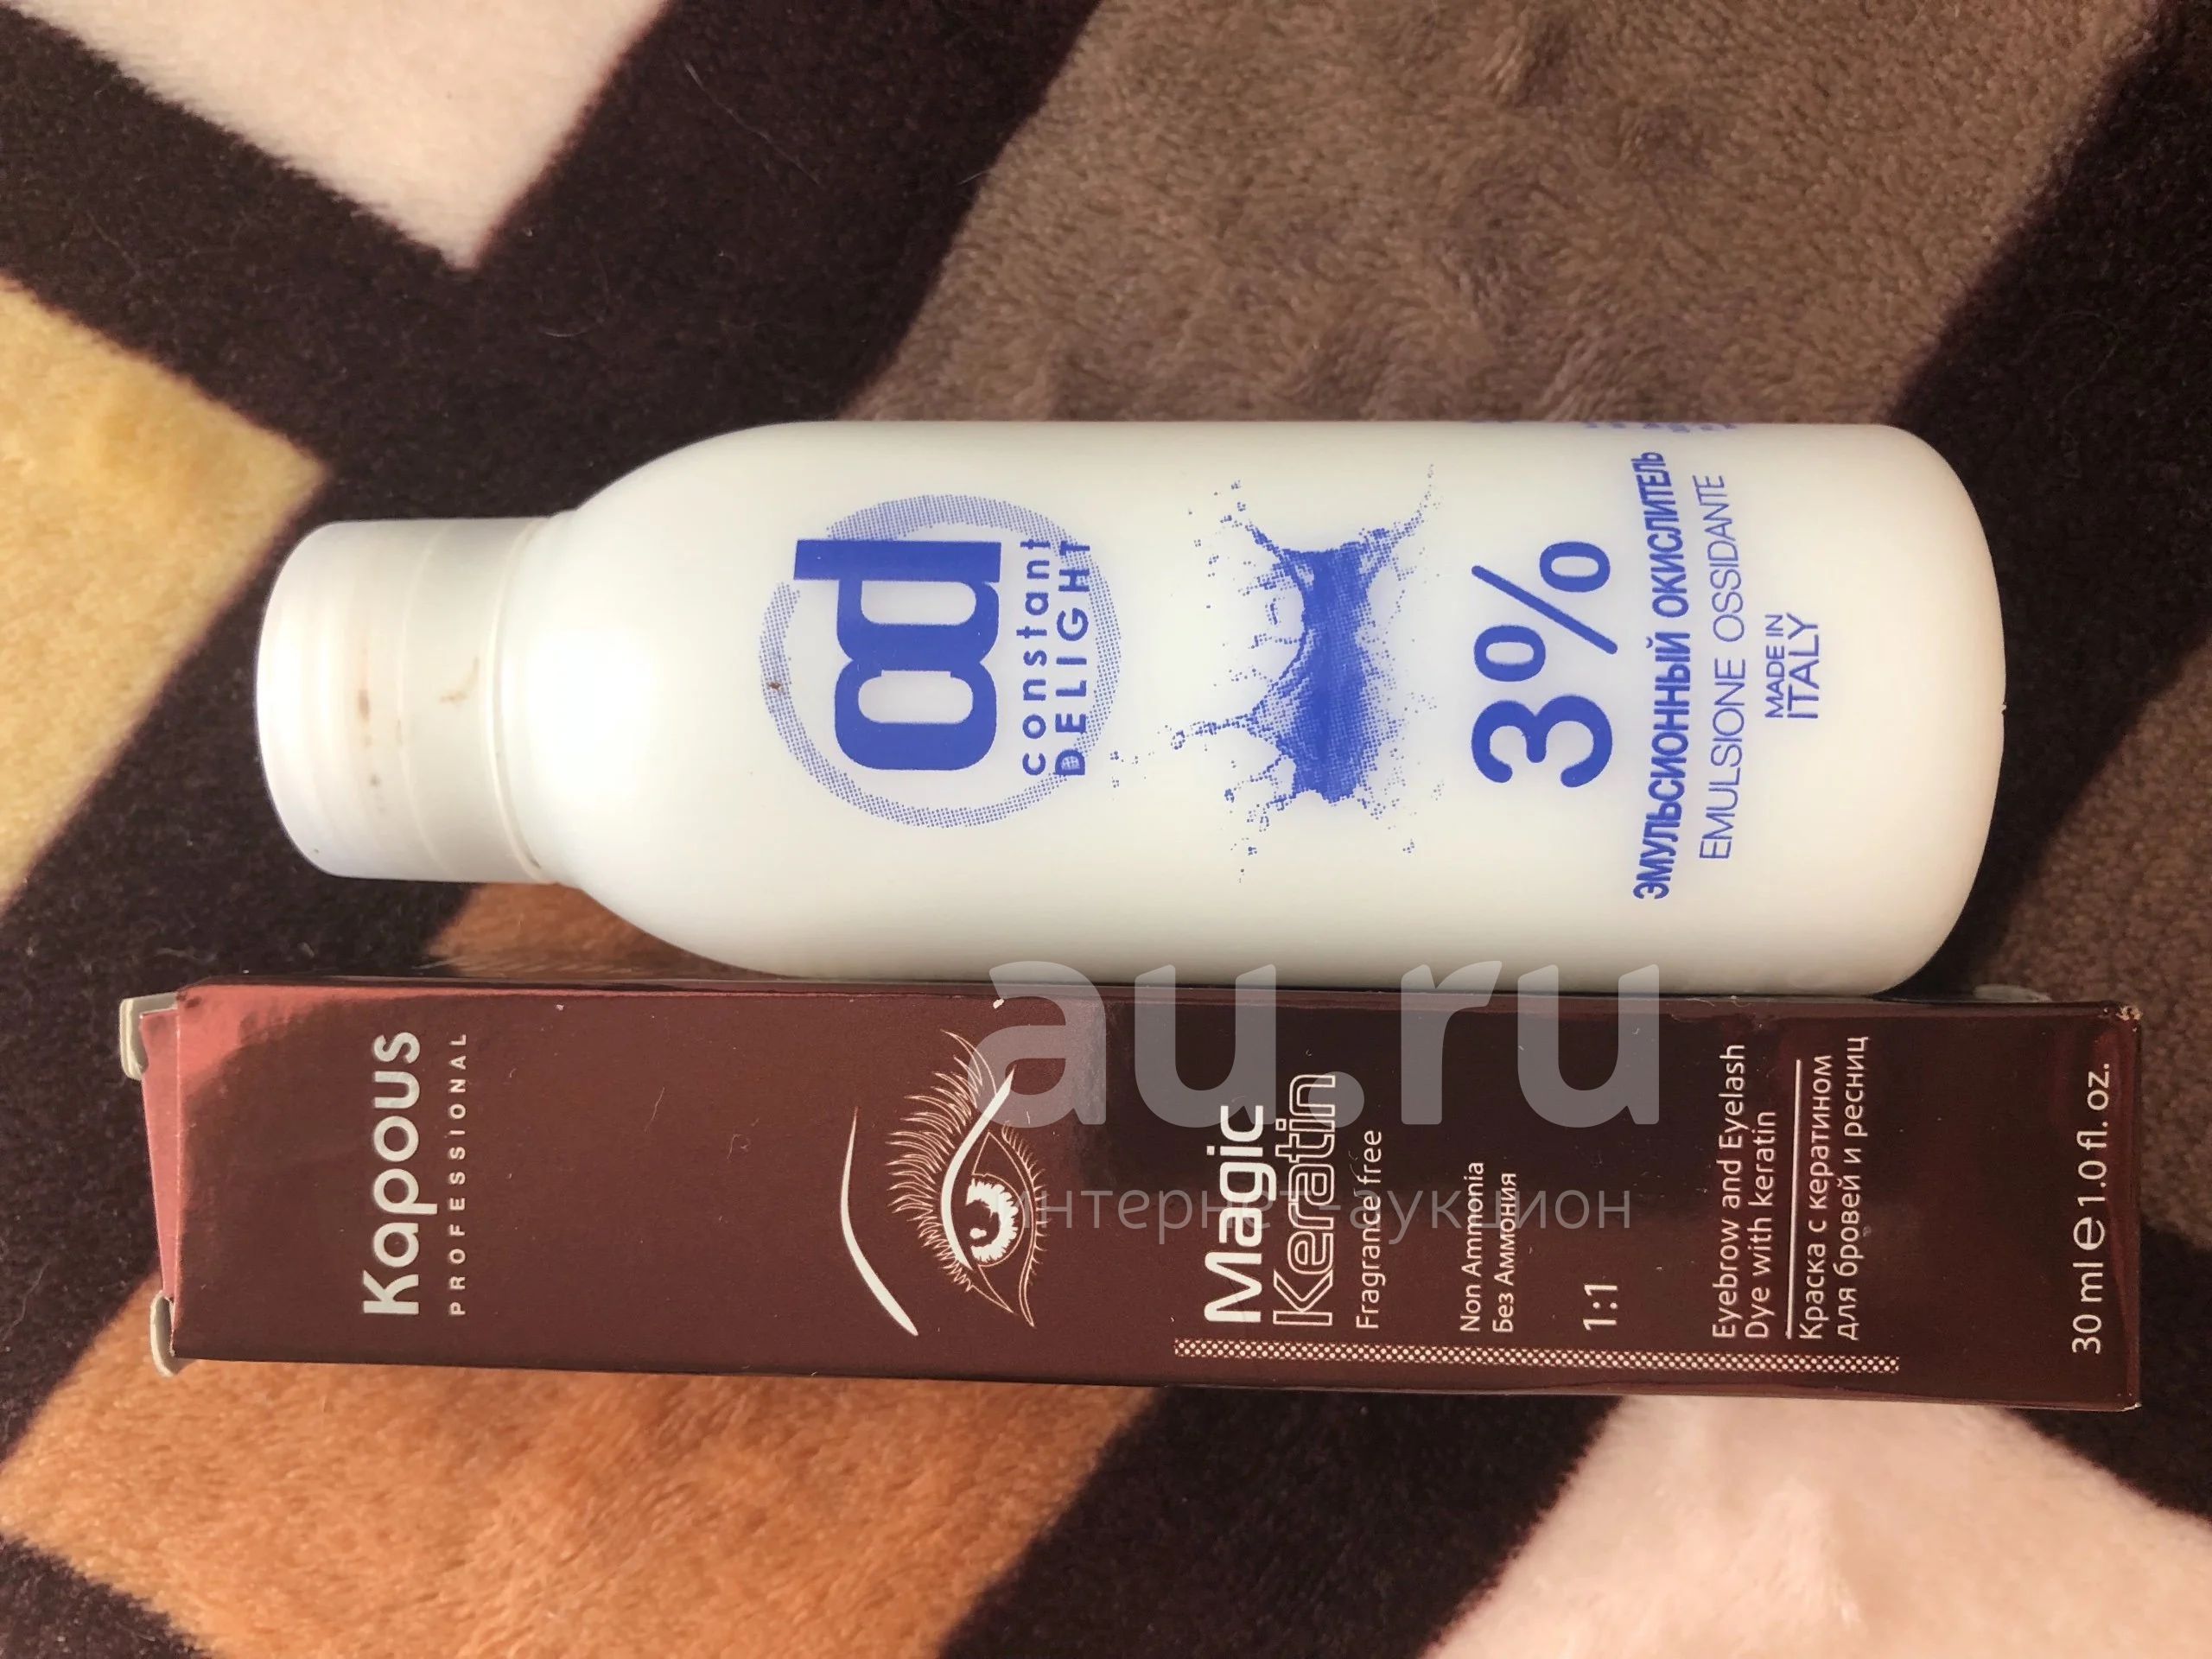 cd
constant
DELIGHT
3%
ЭМУЛЬСИОННЫЙ ОКИСЛИТЕЛЬ
EMULSIONE OSSIDANTE
MADE IN
ITALY
Kapous
PROFESSIONAL
Magic
Keratin
Fragrance free
Non Ammonia
Без Аммония
1:1
Eyebrow and Eyelash
Dye with keratin
Краска с кератином
для бровей и ресниц
30 ml e 1.0 fl. oz.
au.ru
интернет-аукцион